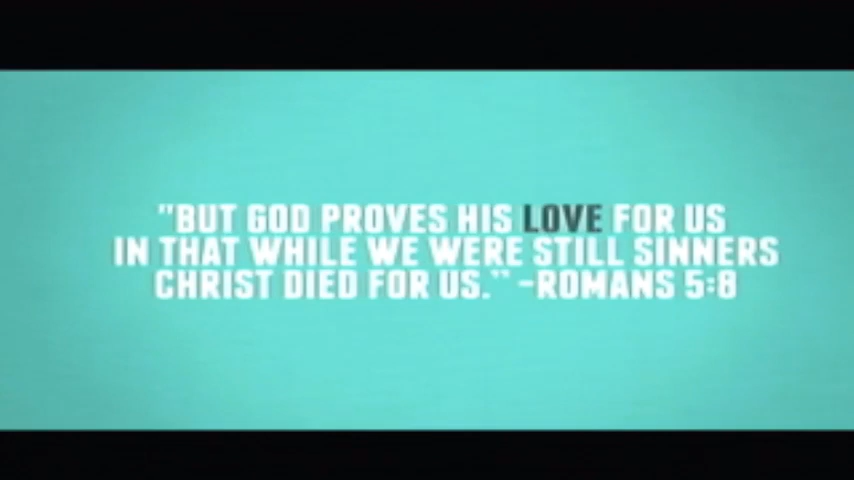 "BUT GOD PROVES HIS LOVE FOR US
IN THAT WHILE WE WERE STILL SINNERS
CHRIST DIED FOR US." -ROMANS 5:8